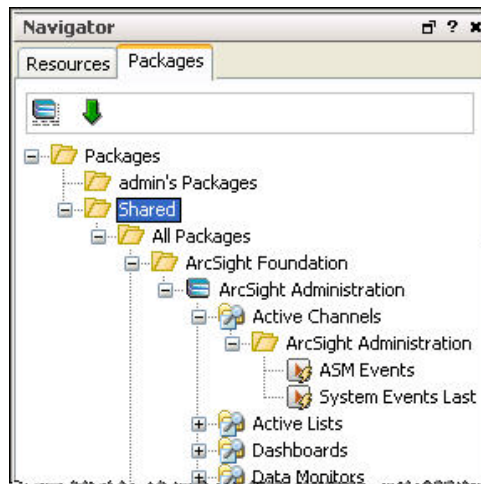 Navigator ?
Resources Packages
Packages
admin's Packages
Shared
All Packages
ArcSight Foundation
ArcSight Administration
Active Channels
ArcSight Administration
ASM Events
System Events Last
Active Lists
Dashboards
Data Monitors